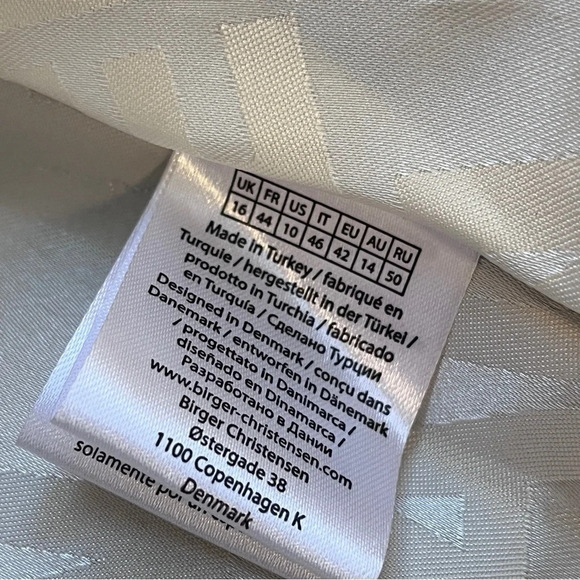 UK FR US IT EU AU RU
16 44 10 46 42 14 50
Made in Turkey / fabriqué en
Turquie / hergestellt in der Türkei /
prodotto in Turchia / fabricado
en Turquía / Сделано Турции
Designed in Denmark / conçu dans
Danemark / entworfen in Dänemark
/ progettato in Danimarca /
diseñado en Dinamarca /
Разработано в Дании
www.birger-christensen.com
Birger Christensen
Østergade 38
1100 Copenhagen K
Denmark
solamente por un